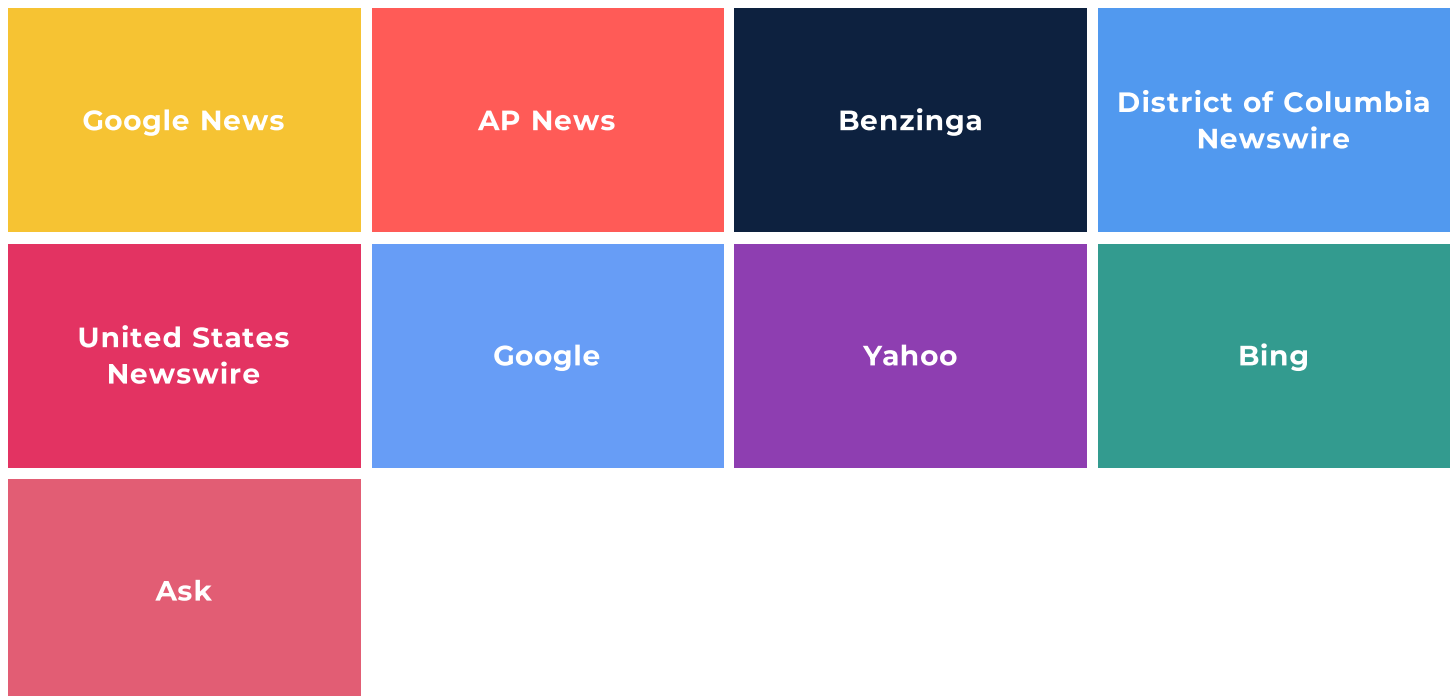 Google News
AP News
Benzinga
District of Columbia
Newswire
United States
Newswire
Google
Yahoo
Bing
Ask